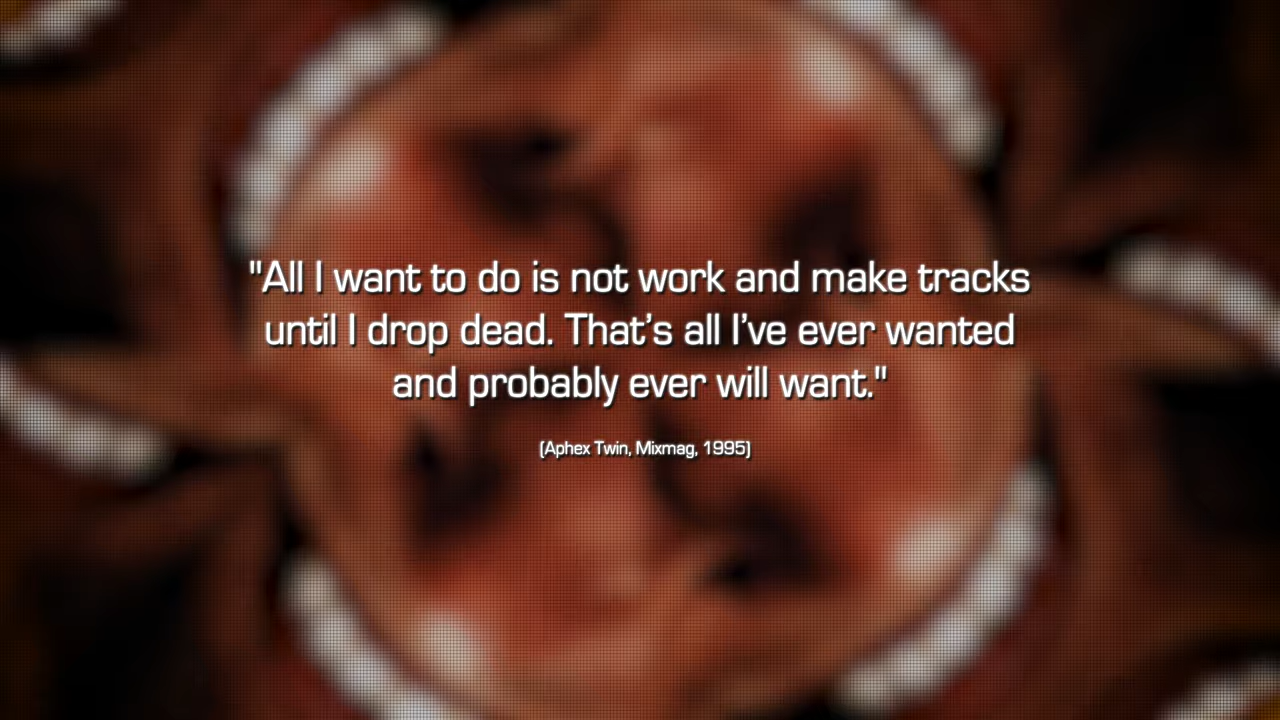 "All I want to do is not work and make tracks
until I drop dead. That’s all I’ve ever wanted
and probably ever will want."
(Aphex Twin, Mixmag, 1995)